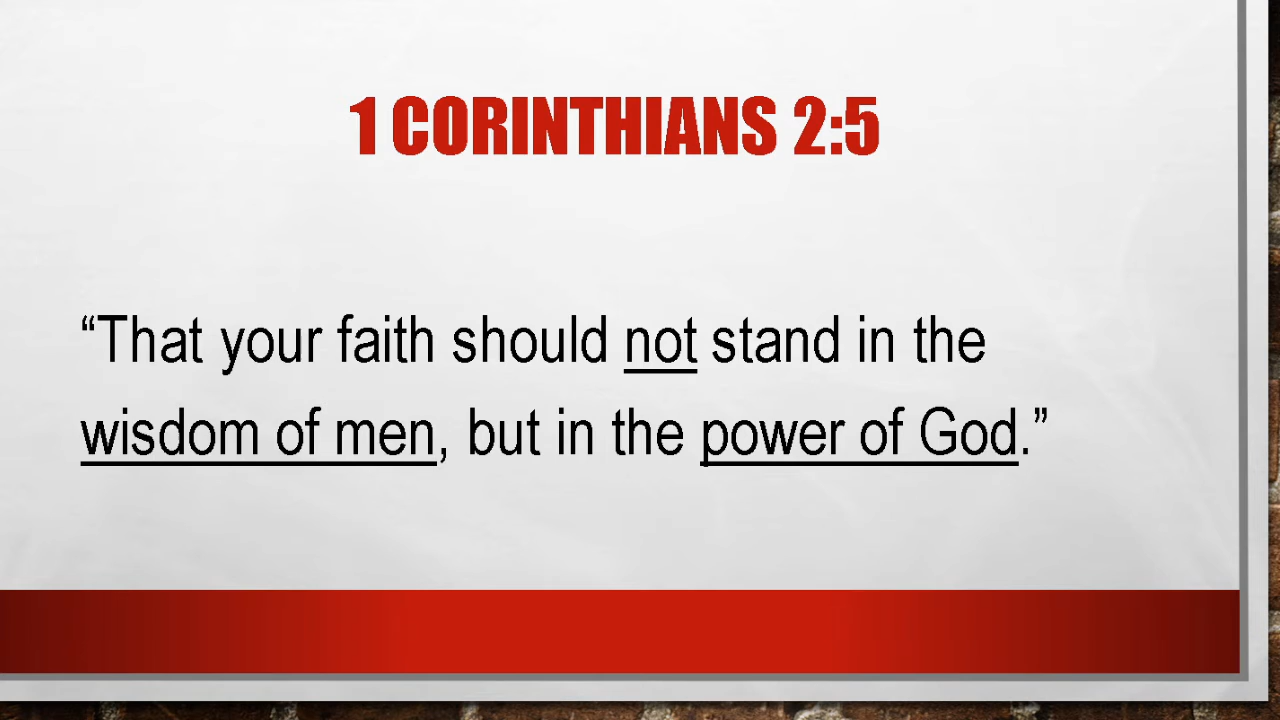 1 CORINTHIANS 2:5
“That your faith should not stand in the
wisdom of men, but in the power of God.”